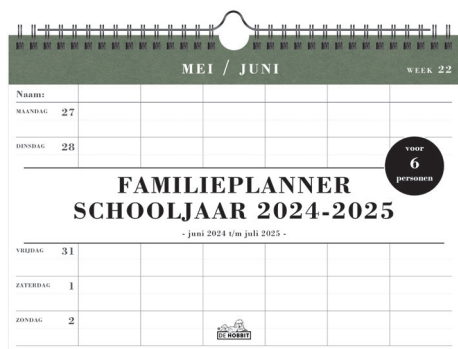 MEI / JUNI
WEEK 22
Naam:
MAANDAG 27
DINSDAG 28
voor
6
personen
FAMILIEPLANNER
SCHOOLJAAR 2024-2025
- juni 2024 t/m juli 2025 -
VRIJDAG 31
ZATERDAG 1
ZONDAG 2
DE HOBBIT